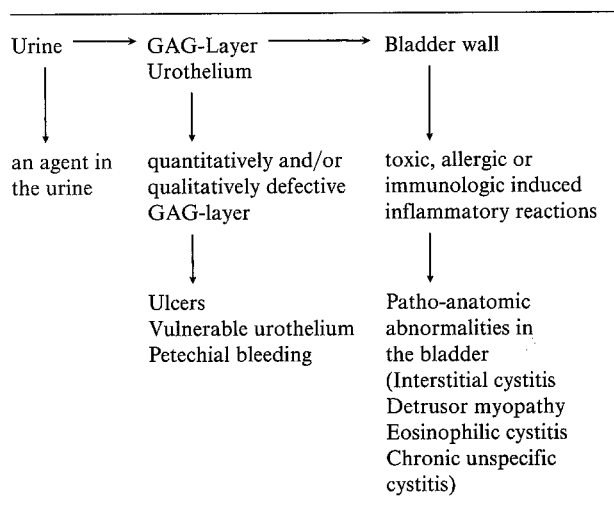 Urine
GAG-Layer
Urothelium
Bladder wall
an agent in
the urine
quantitatively and/or
qualitatively defective
GAG-layer
toxic, allergic or
immunologic induced
inflammatory reactions
Ulcers
Vulnerable urothelium
Petechial bleeding
Patho-anatomic
abnormalities in
the bladder
(Interstitial cystitis
Detrusor myopathy
Eosinophilic cystitis
Chronic unspecific
cystitis)